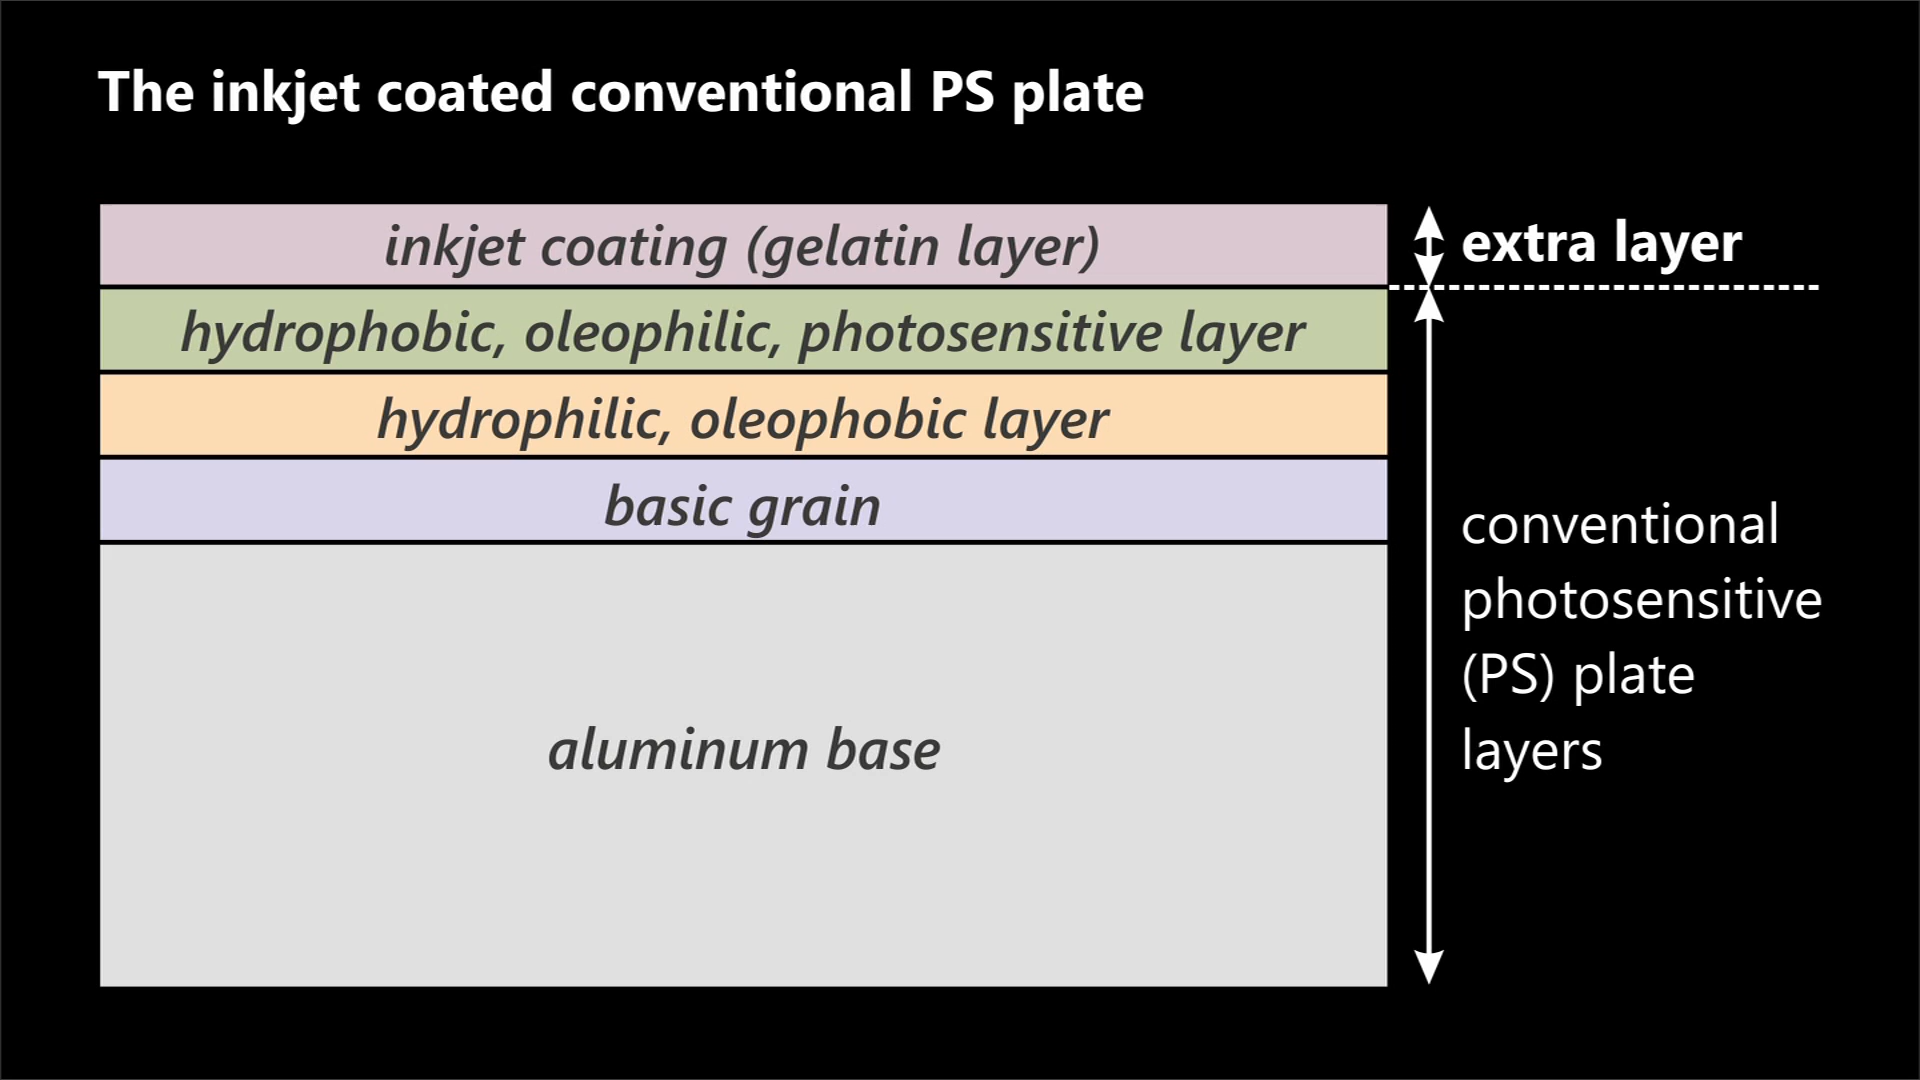 The inkjet coated conventional PS plate
inkjet coating (gelatin layer)
extra layer
hydrophobic, oleophilic, photosensitive layer
hydrophilic, oleophobic layer
basic grain
aluminum base
conventional
photosensitive
(PS) plate
layers